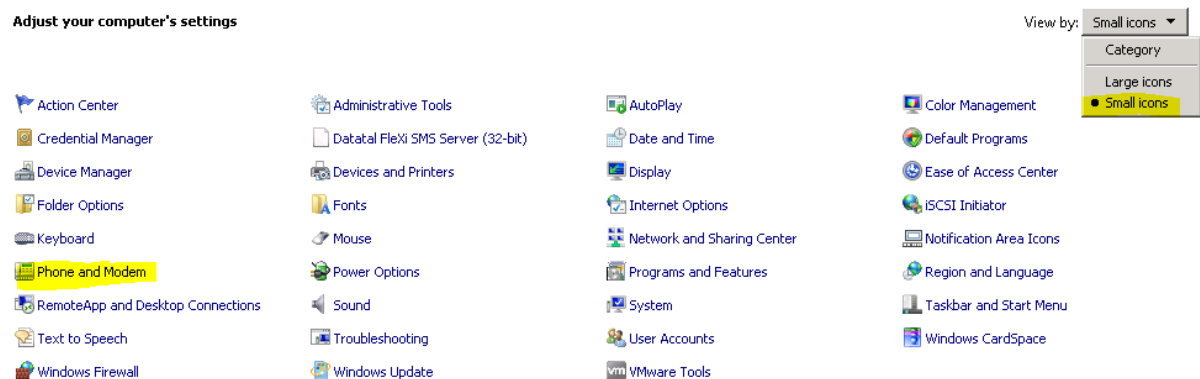 Adjust your computer's settings
View by: Small icons
Category
Large icons
Small icons
Action Center
Administrative Tools
AutoPlay
Color Management
Credential Manager
Datatal FleXi SMS Server (32-bit)
Date and Time
Default Programs
Device Manager
Devices and Printers
Display
Ease of Access Center
Folder Options
Fonts
Internet Options
iSCSI Initiator
Keyboard
Mouse
Network and Sharing Center
Notification Area Icons
Phone and Modem
Power Options
Programs and Features
Region and Language
RemoteApp and Desktop Connections
Sound
System
Taskbar and Start Menu
Text to Speech
Troubleshooting
User Accounts
Windows CardSpace
Windows Firewall
Windows Update
vm VMware Tools